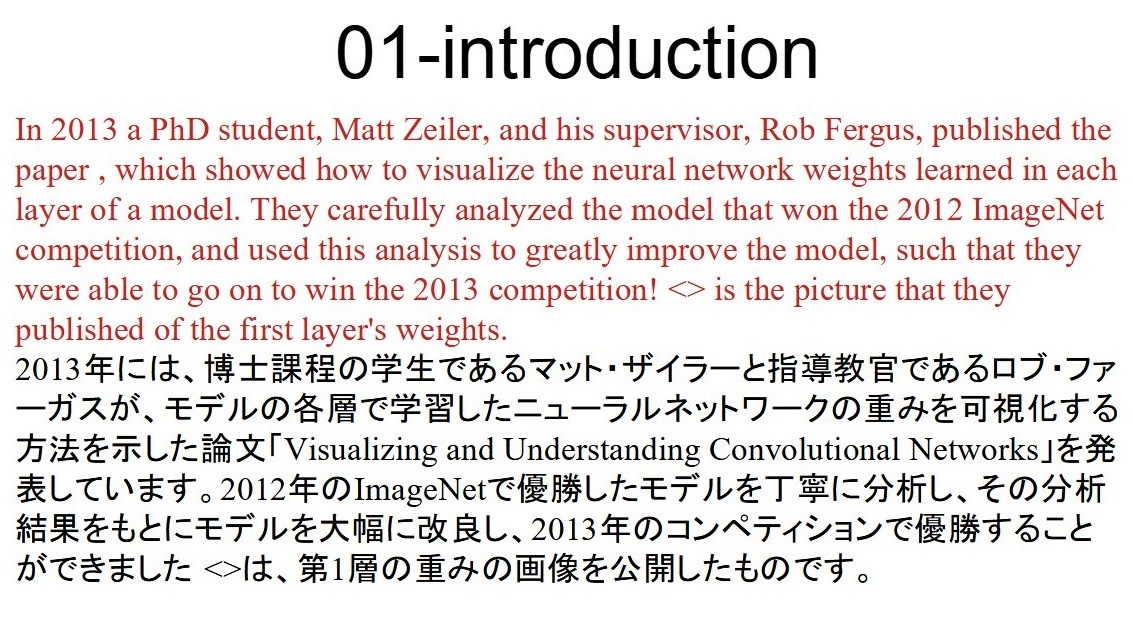 01-introduction
In 2013 a PhD student, Matt Zeiler, and his supervisor, Rob Fergus, published the
paper , which showed how to visualize the neural network weights learned in each
layer of a model. They carefully analyzed the model that won the 2012 ImageNet
competition, and used this analysis to greatly improve the model, such that they
were able to go on to win the 2013 competition! <> is the picture that they
published of the first layer's weights.
2013年には、博士課程の学生であるマット・ザイラーと指導教官であるロブ・ファ
ーガスが、モデルの各層で学習したニューラルネットワークの重みを可視化する
方法を示した論文「Visualizing and Understanding Convolutional Networks」を発
表しています。2012年のImageNetで優勝したモデルを丁寧に分析し、その分析
結果をもとにモデルを大幅に改良し、2013年のコンペティションで優勝すること
ができました <>は、第1層の重みの画像を公開したものです。